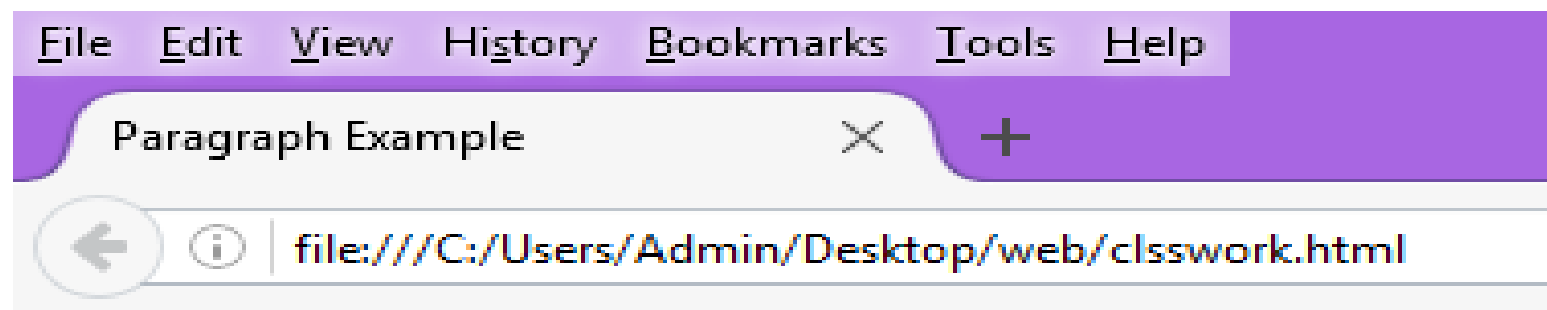 File Edit View History Bookmarks Tools Help
Paragraph Example
file:///C:/Users/Admin/Desktop/web/clsswork.html